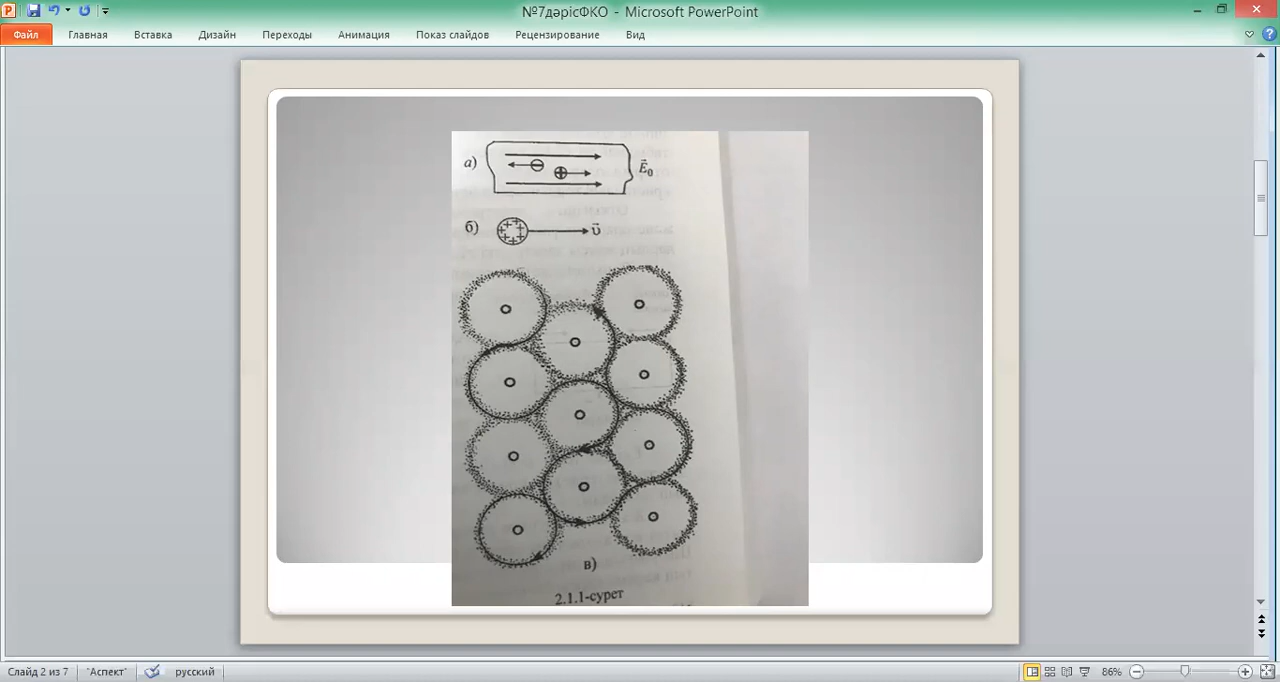 №7дәрісФКО - Microsoft PowerPoint
Файл Главная Вставка Дизайн Переходы Анимация Показ слайдов Рецензирование Вид
а)
E⃗₀
б)
υ⃗
в)
2.1.1-сурет
Слайд 2 из 7 "Аспект" русский 86%